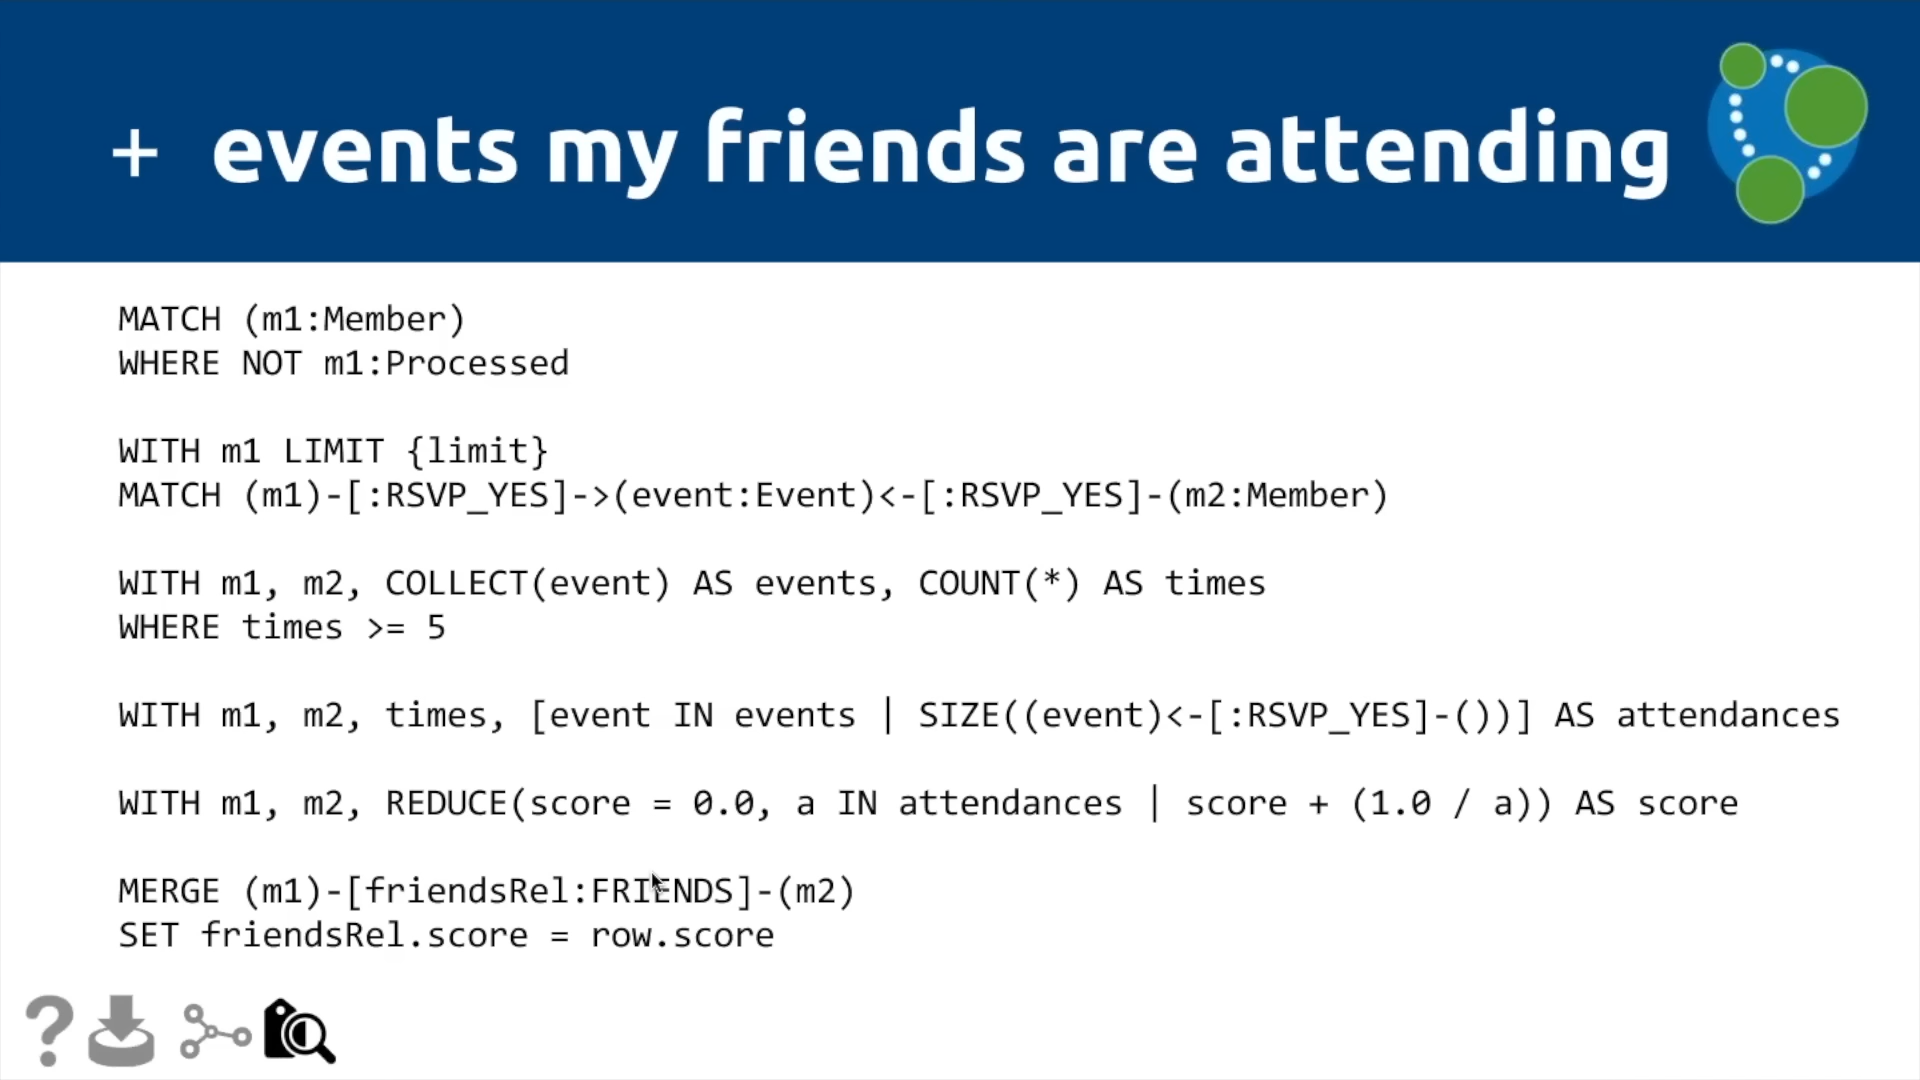 + events my friends are attending
MATCH (m1:Member)
WHERE NOT m1:Processed
WITH m1 LIMIT {limit}
MATCH (m1)-[:RSVP_YES]->(event:Event)<-[:RSVP_YES]-(m2:Member)
WITH m1, m2, COLLECT(event) AS events, COUNT(*) AS times
WHERE times >= 5
WITH m1, m2, times, [event IN events | SIZE((event)<-[:RSVP_YES]-())] AS attendances
WITH m1, m2, REDUCE(score = 0.0, a IN attendances | score + (1.0 / a)) AS score
MERGE (m1)-[friendsRel:FRIENDS]-(m2)
SET friendsRel.score = row.score